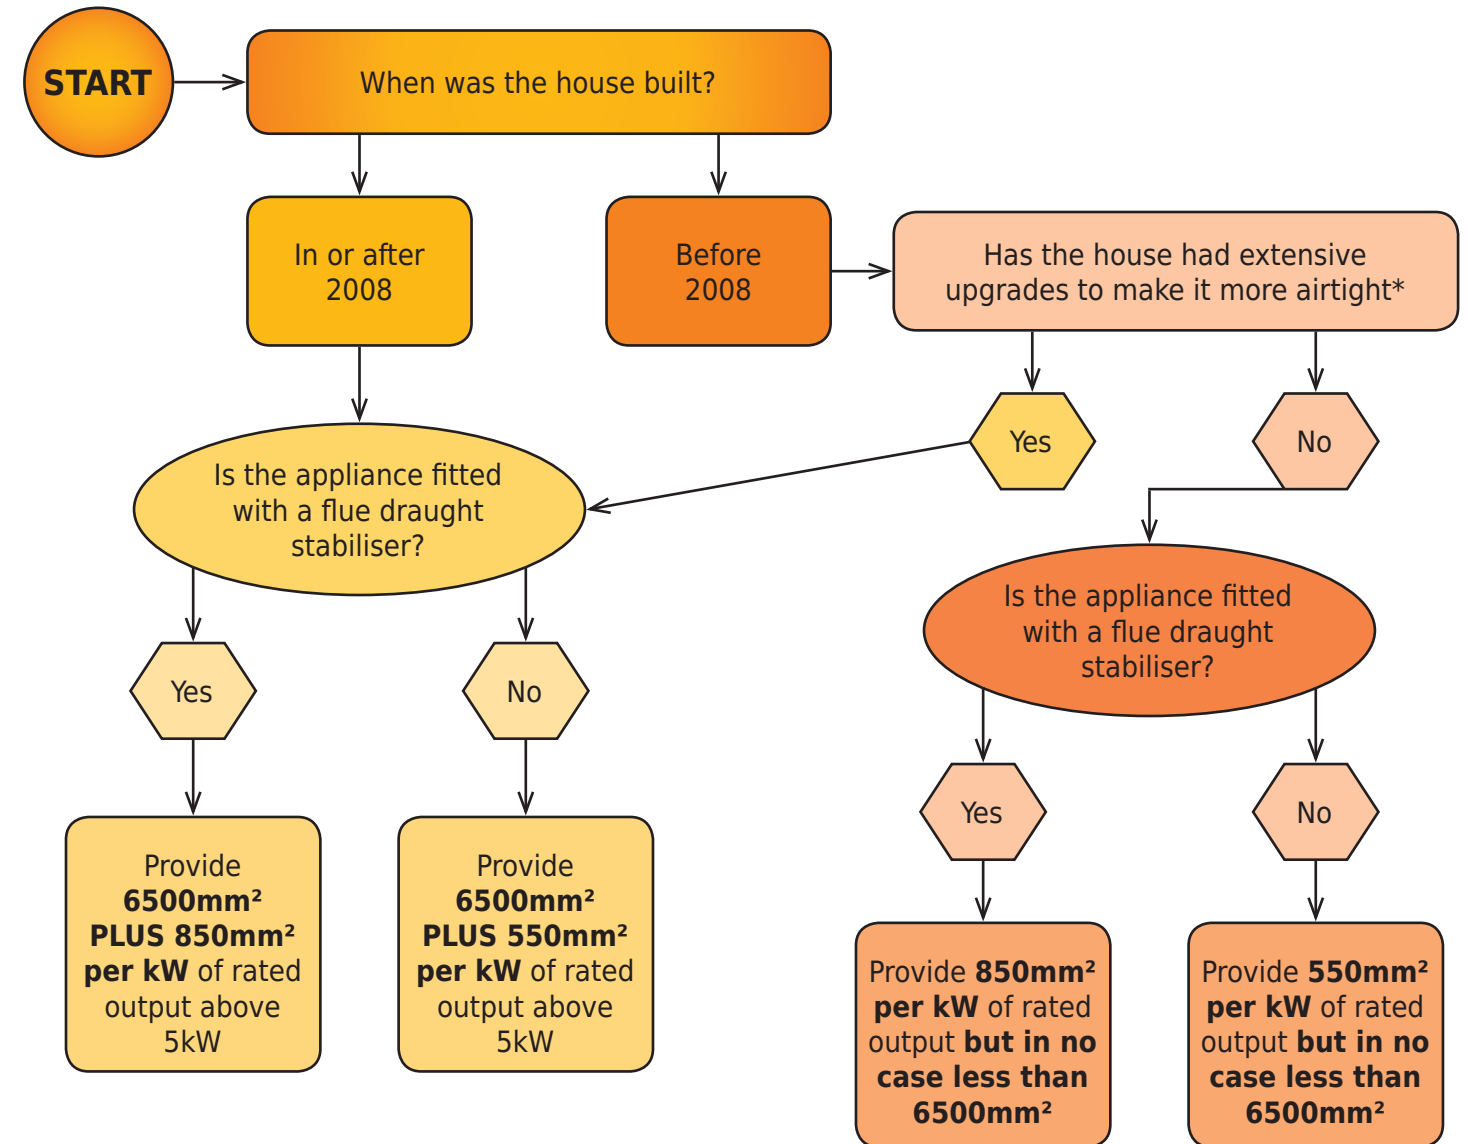 START
When was the house built?
In or after
2008
Before
2008
Has the house had extensive
upgrades to make it more airtight*
Yes
No
Is the appliance fitted
with a flue draught
stabiliser?
Is the appliance fitted
with a flue draught
stabiliser?
Yes
No
Yes
No
Provide
6500mm²
PLUS 850mm²
per kW of rated
output above
5kW
Provide
6500mm²
PLUS 550mm²
per kW of rated
output above
5kW
Provide 850mm²
per kW of rated
output but in no
case less than
6500mm²
Provide 550mm²
per kW of rated
output but in no
case less than
6500mm²